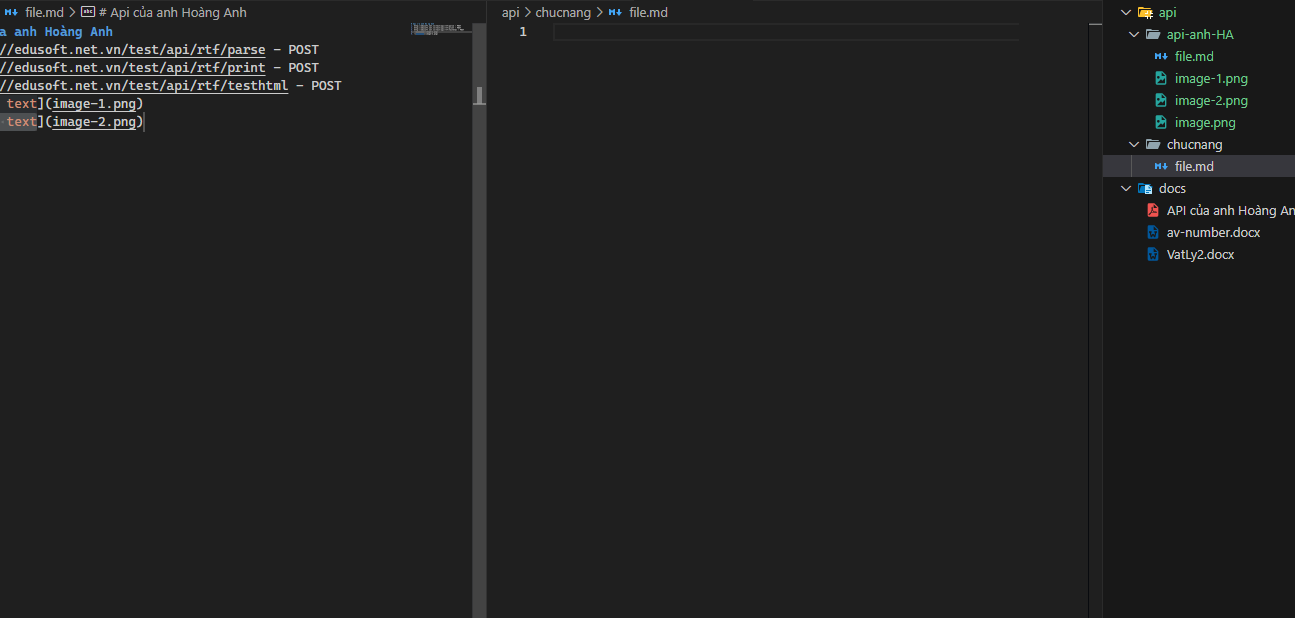 file.md > # Api của anh Hoàng Anh
a anh Hoàng Anh
//edusoft.net.vn/test/api/rtf/parse - POST
//edusoft.net.vn/test/api/rtf/print - POST
//edusoft.net.vn/test/api/rtf/testhtml - POST
text](image-1.png)
text](image-2.png)
api > chucnang > file.md
1
api
api-anh-HA
file.md
image-1.png
image-2.png
image.png
chucnang
file.md
docs
API của anh Hoàng An
av-number.docx
VatLy2.docx